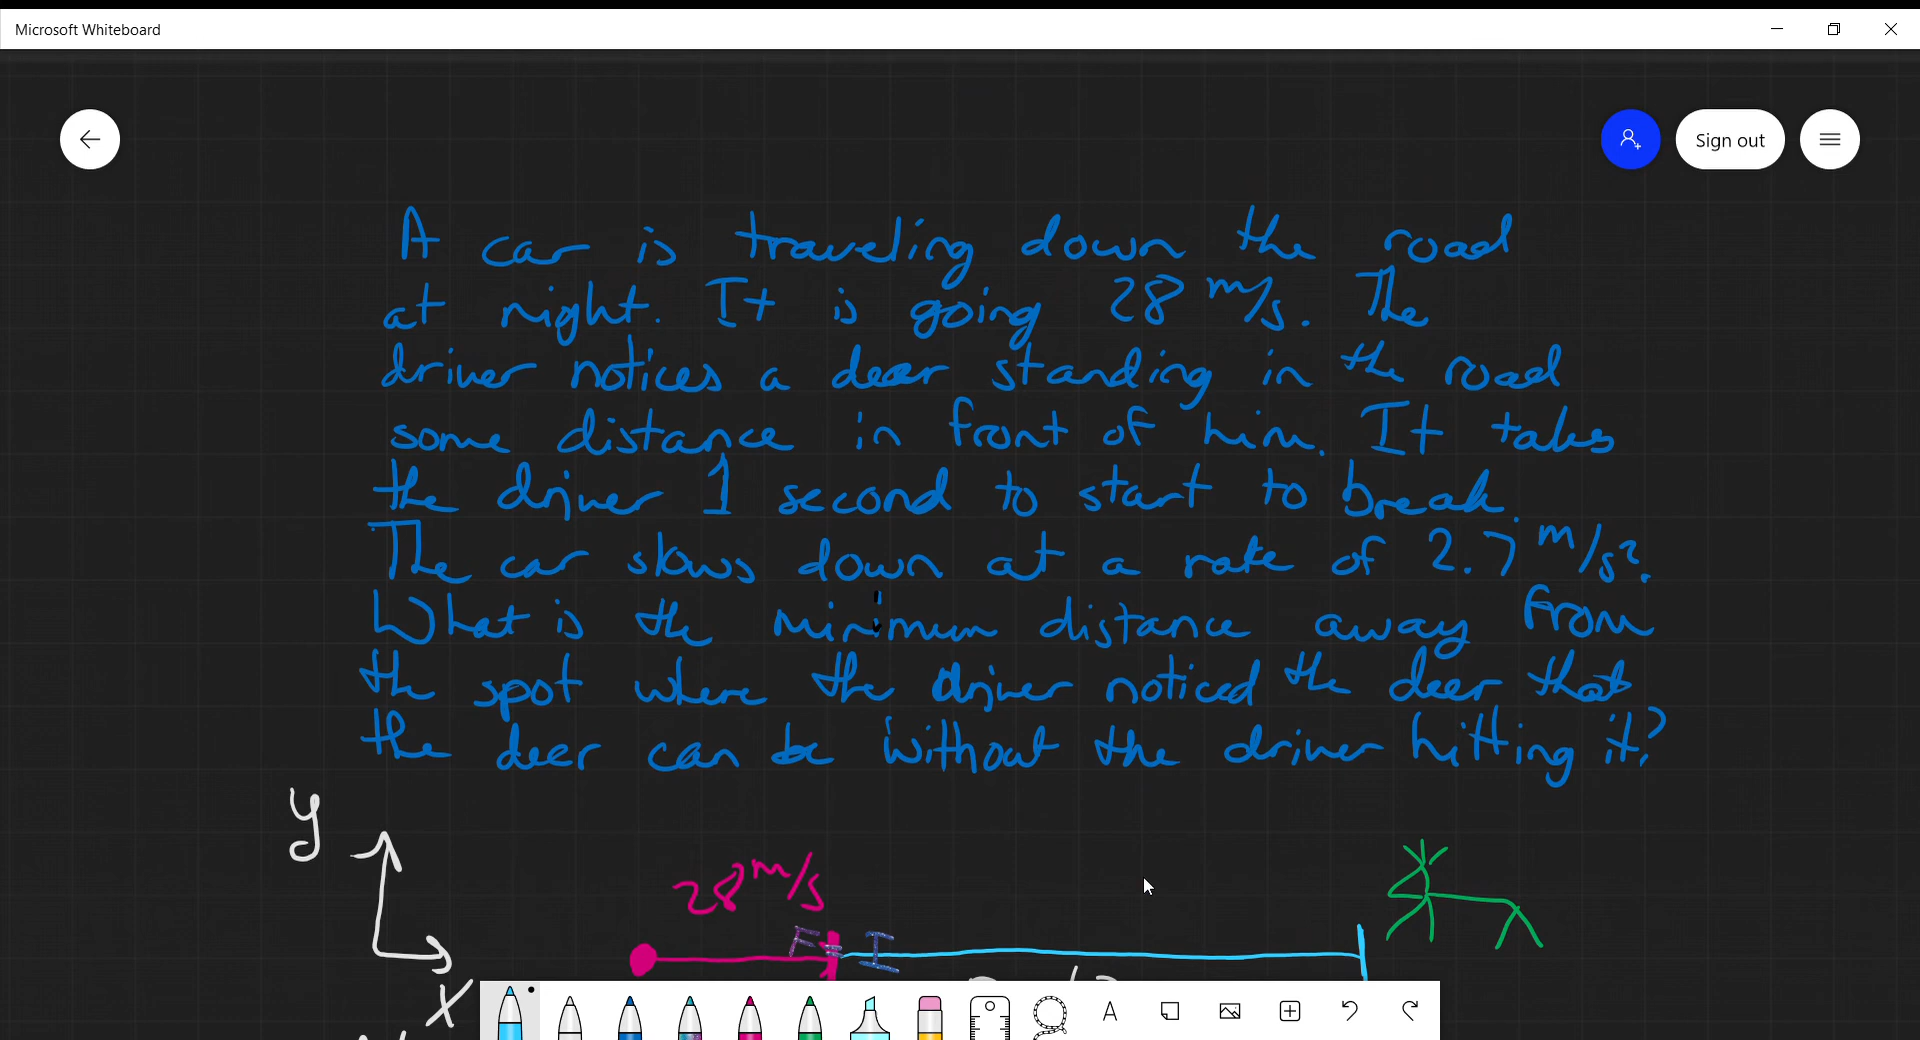 Microsoft Whiteboard
Sign out
A car is traveling down the road
at night. It is going 28 m/s. The
driver notices a deer standing in the road
some distance in front of him. It takes
the driver 1 second to start to break.
The car slows down at a rate of 2.7 m/s².
What is the minimum distance away from
the spot where the driver noticed the deer that
the deer can be without the driver hitting it?
y
28 m/s
F = I
x
A